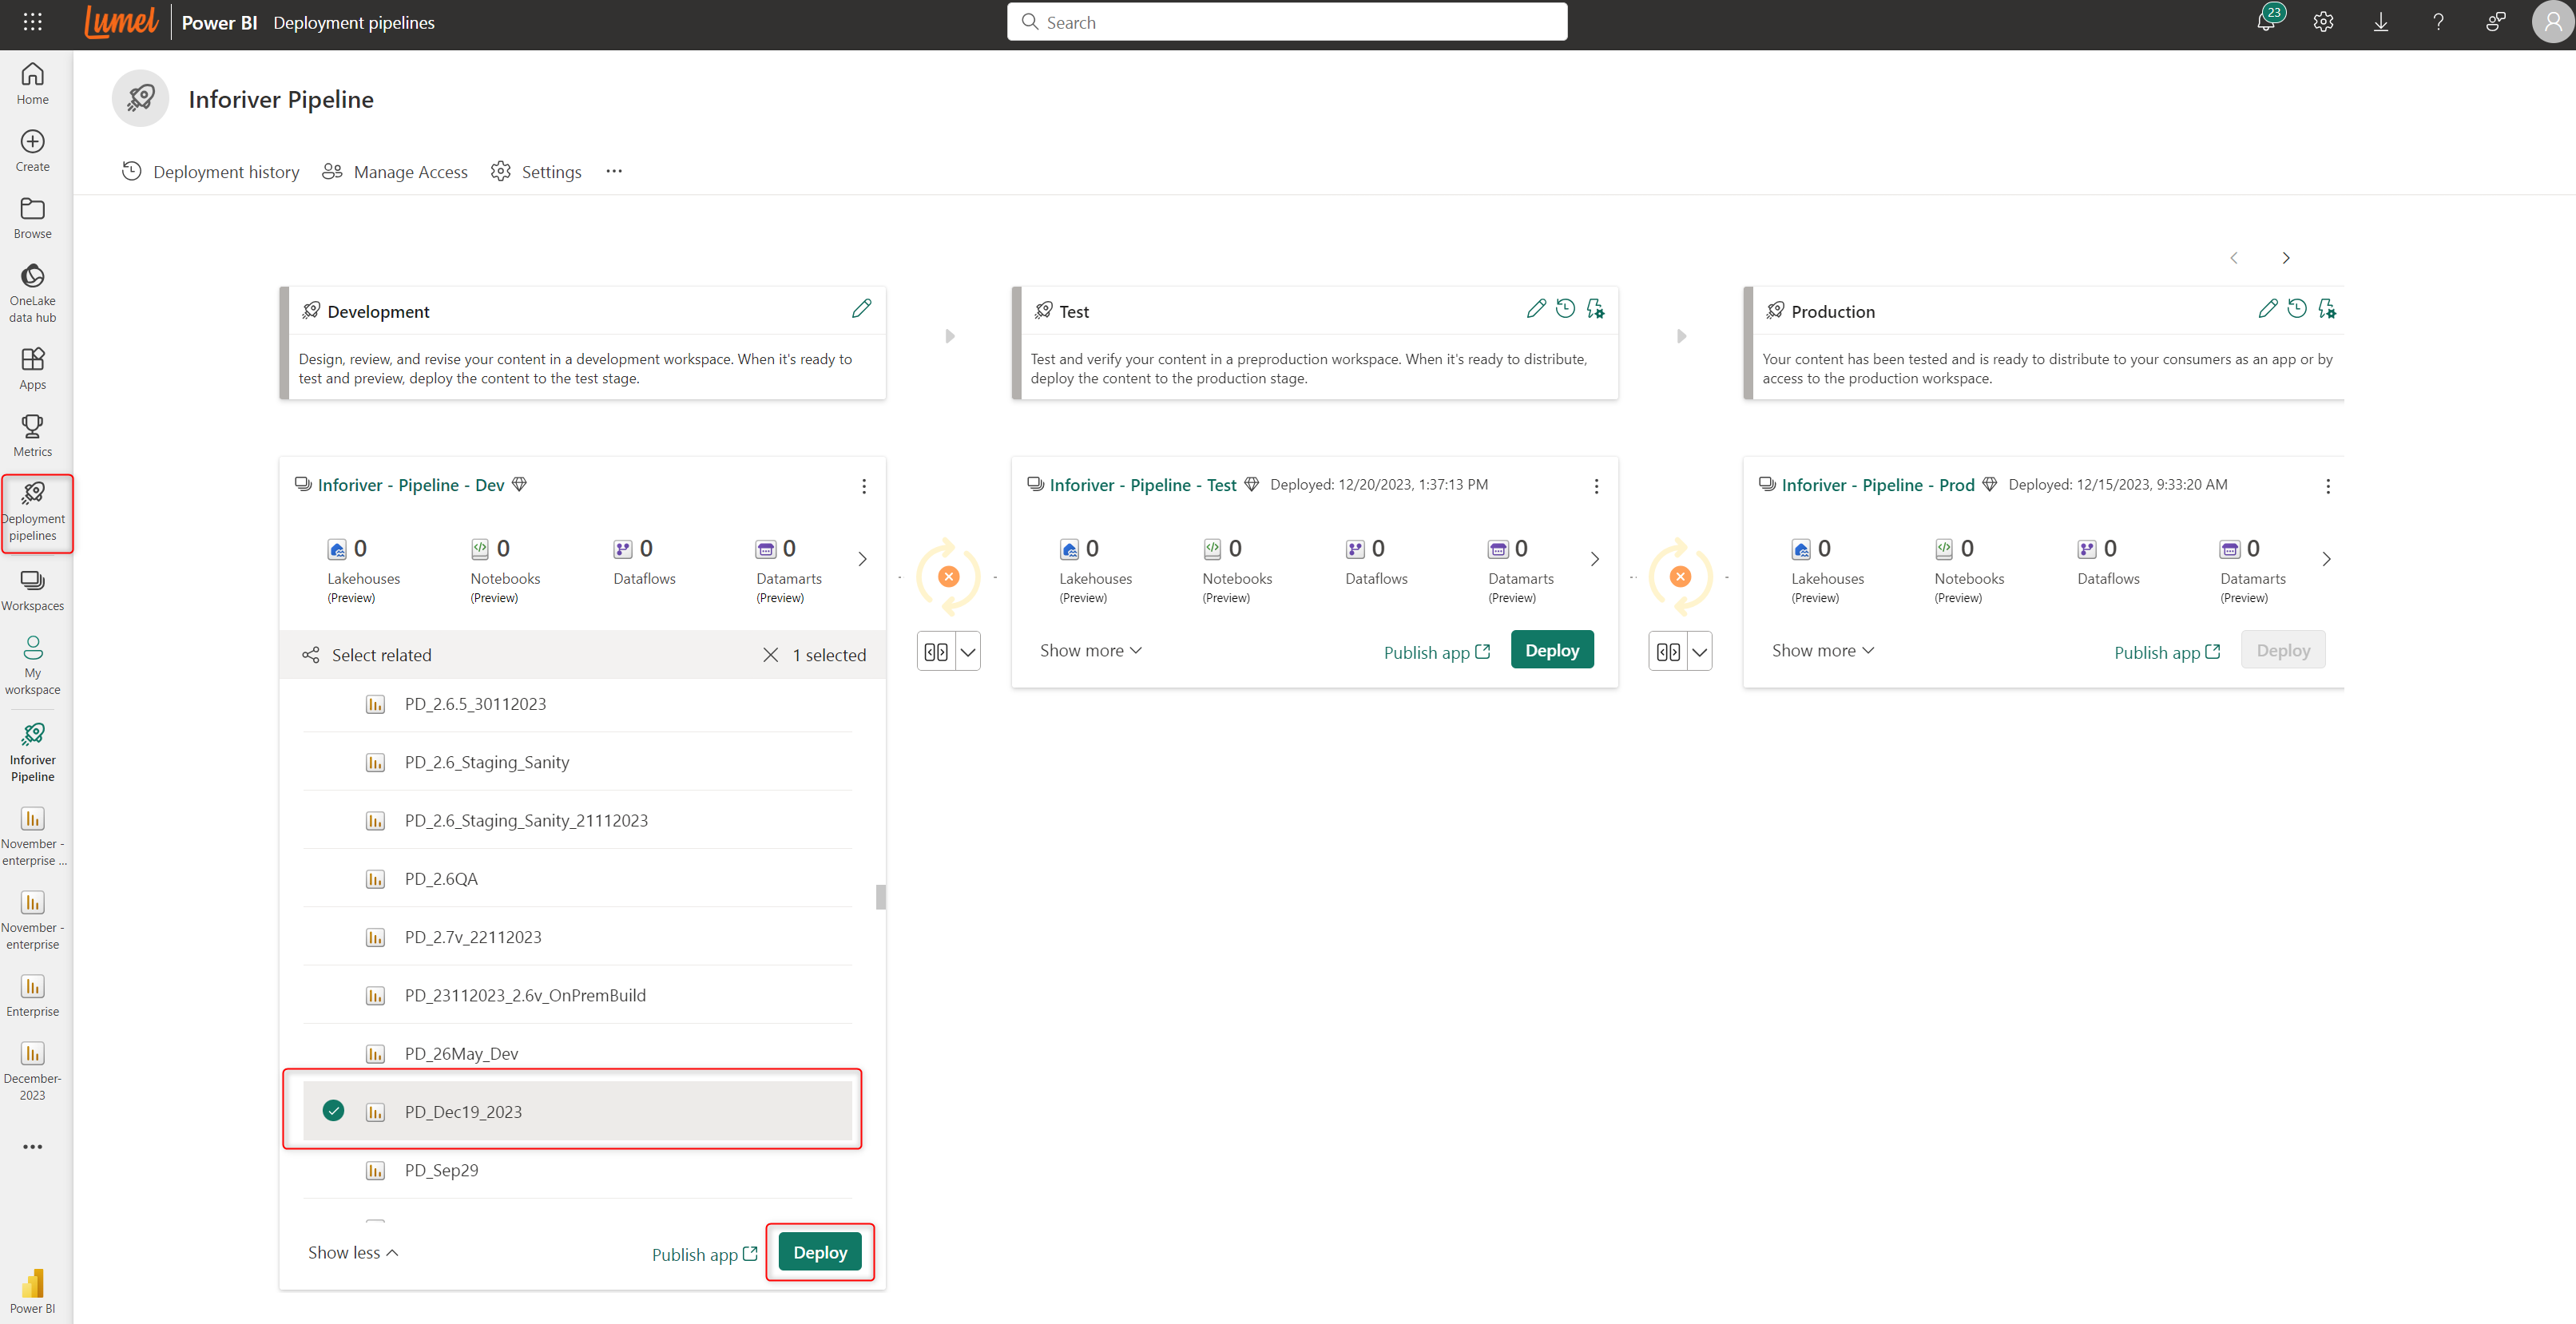 Lumel Power BI Deployment pipelines
Search
23
Home
Create
Browse
OneLake
data hub
Apps
Metrics
Deployment
pipelines
Workspaces
My
workspace
Inforiver
Pipeline
November -
enterprise ...
November -
enterprise
Enterprise
December-
2023
Power BI
Inforiver Pipeline
Deployment history Manage Access Settings
Development
Design, review, and revise your content in a development workspace. When it's ready to
test and preview, deploy the content to the test stage.
Test
Test and verify your content in a preproduction workspace. When it's ready to distribute,
deploy the content to the production stage.
Production
Your content has been tested and is ready to distribute to your consumers as an app or by
access to the production workspace.
Inforiver - Pipeline - Dev
0 0 0 0
Lakehouses Notebooks Dataflows Datamarts
(Preview) (Preview) (Preview)
Select related 1 selected
PD_2.6.5_30112023
PD_2.6_Staging_Sanity
PD_2.6_Staging_Sanity_21112023
PD_2.6QA
PD_2.7v_22112023
PD_23112023_2.6v_OnPremBuild
PD_26May_Dev
PD_Dec19_2023
PD_Sep29
Show less Publish app Deploy
Inforiver - Pipeline - Test Deployed: 12/20/2023, 1:37:13 PM
0 0 0 0
Lakehouses Notebooks Dataflows Datamarts
(Preview) (Preview) (Preview)
Show more Publish app Deploy
Inforiver - Pipeline - Prod Deployed: 12/15/2023, 9:33:20 AM
0 0 0 0
Lakehouses Notebooks Dataflows Datamarts
(Preview) (Preview) (Preview)
Show more Publish app Deploy